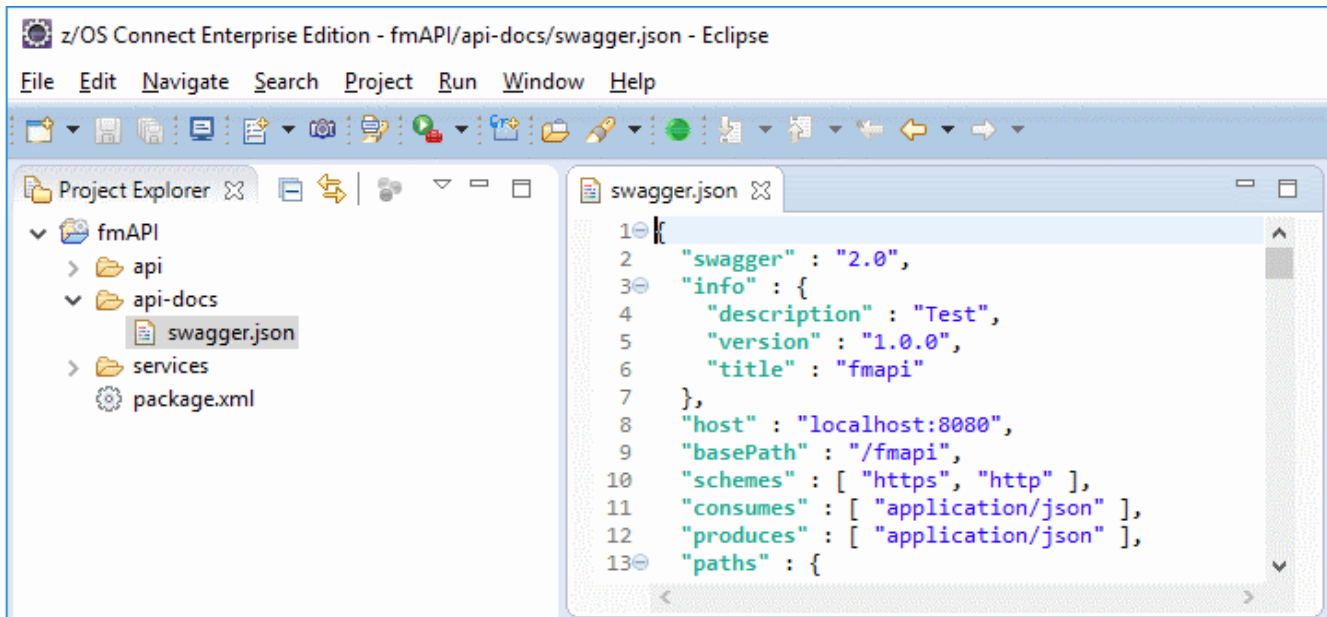 z/OS Connect Enterprise Edition - fmAPI/api-docs/swagger.json - Eclipse
File Edit Navigate Search Project Run Window Help
Project Explorer
fmAPI
api
api-docs
swagger.json
services
package.xml
swagger.json
1 {
2 "swagger" : "2.0",
3 "info" : {
4 "description" : "Test",
5 "version" : "1.0.0",
6 "title" : "fmapi"
7 },
8 "host" : "localhost:8080",
9 "basePath" : "/fmapi",
10 "schemes" : [ "https", "http" ],
11 "consumes" : [ "application/json" ],
12 "produces" : [ "application/json" ],
13 "paths" : {